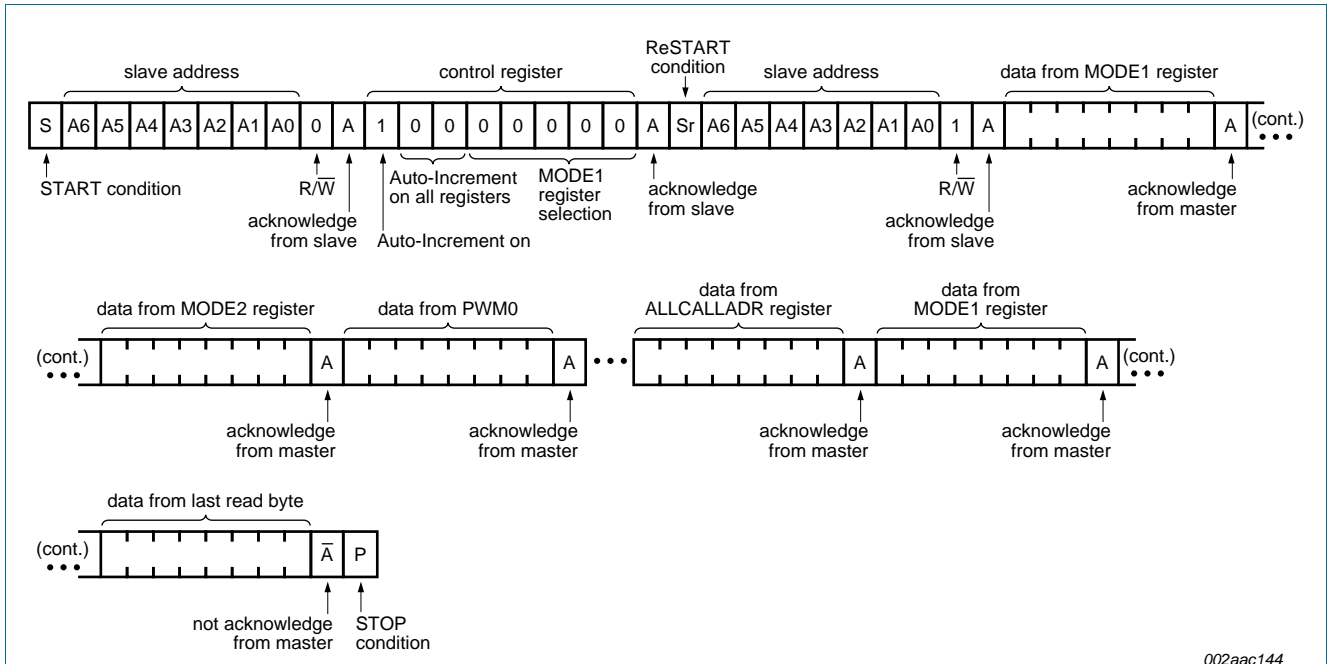 ReSTART
condition
slave address
control register
slave address
data from MODE1 register
S A6 A5 A4 A3 A2 A1 A0 0 A 1 0 0 0 0 0 0 0 A Sr A6 A5 A4 A3 A2 A1 A0 1 A A (cont.)
START condition
R/W̅
acknowledge
from slave
Auto-Increment on
Auto-Increment
on all registers
MODE1
register
selection
acknowledge
from slave
R/W̅
acknowledge
from slave
acknowledge
from master
data from MODE2 register
data from PWM0
data from
ALLCALLADR register
data from
MODE1 register
(cont.) A A A A (cont.)
acknowledge
from master
acknowledge
from master
acknowledge
from master
acknowledge
from master
data from last read byte
(cont.) A̅ P
not acknowledge
from master
STOP
condition
002aac144